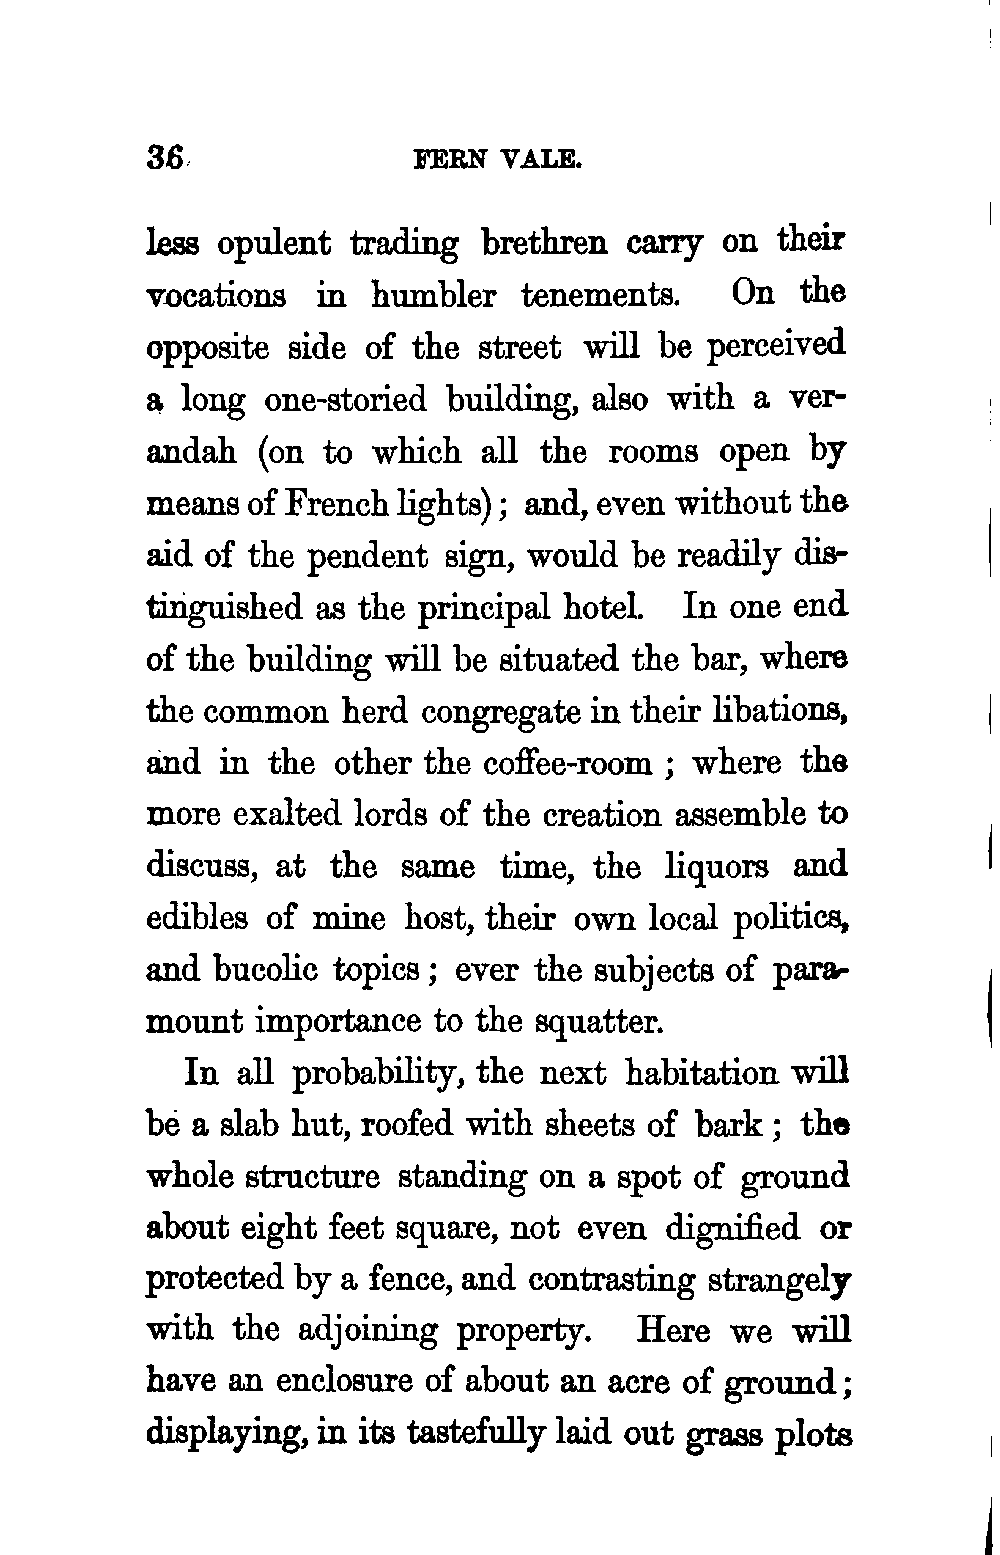 36 FERN VALE.
less opulent trading brethren carry on their
vocations in humbler tenements. On the
opposite side of the street will be perceived
a long one-storied building, also with a ver-
andah (on to which all the rooms open by
means of French lights); and, even without the
aid of the pendent sign, would be readily dis-
tinguished as the principal hotel. In one end
of the building will be situated the bar, where
the common herd congregate in their libations,
and in the other the coffee-room ; where the
more exalted lords of the creation assemble to
discuss, at the same time, the liquors and
edibles of mine host, their own local politics,
and bucolic topics; ever the subjects of para-
mount importance to the squatter.
In all probability, the next habitation will
be a slab hut, roofed with sheets of bark; the
whole structure standing on a spot of ground
about eight feet square, not even dignified or
protected by a fence, and contrasting strangely
with the adjoining property. Here we will
have an enclosure of about an acre of ground;
displaying, in its tastefully laid out grass plots